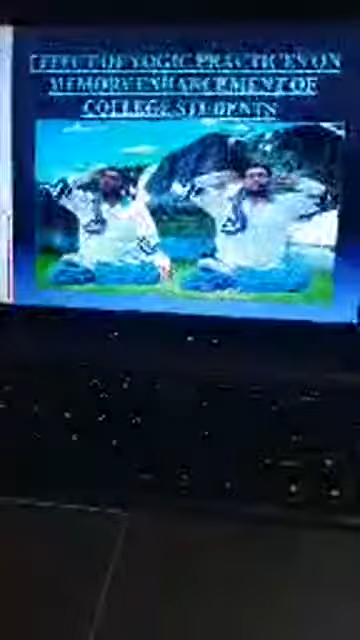 EFFECT OF YOGIC PRACTICES ON
MEMORY ENHANCEMENT OF
COLLEGE STUDENTS